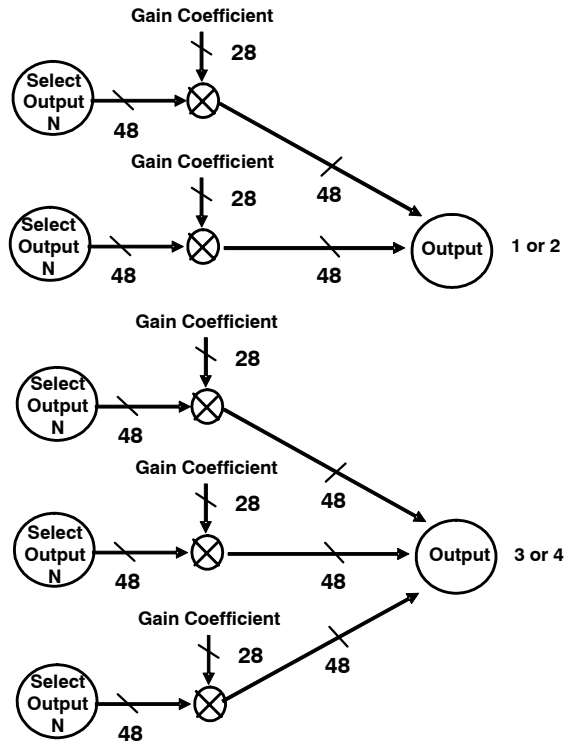 Gain Coefficient
28
Select
Output
N
48
48
Gain Coefficient
28
Select
Output
N
48
48
Output
1 or 2
Gain Coefficient
28
Select
Output
N
48
48
Gain Coefficient
28
Select
Output
N
48
48
Output
3 or 4
Gain Coefficient
28
Select
Output
N
48
48